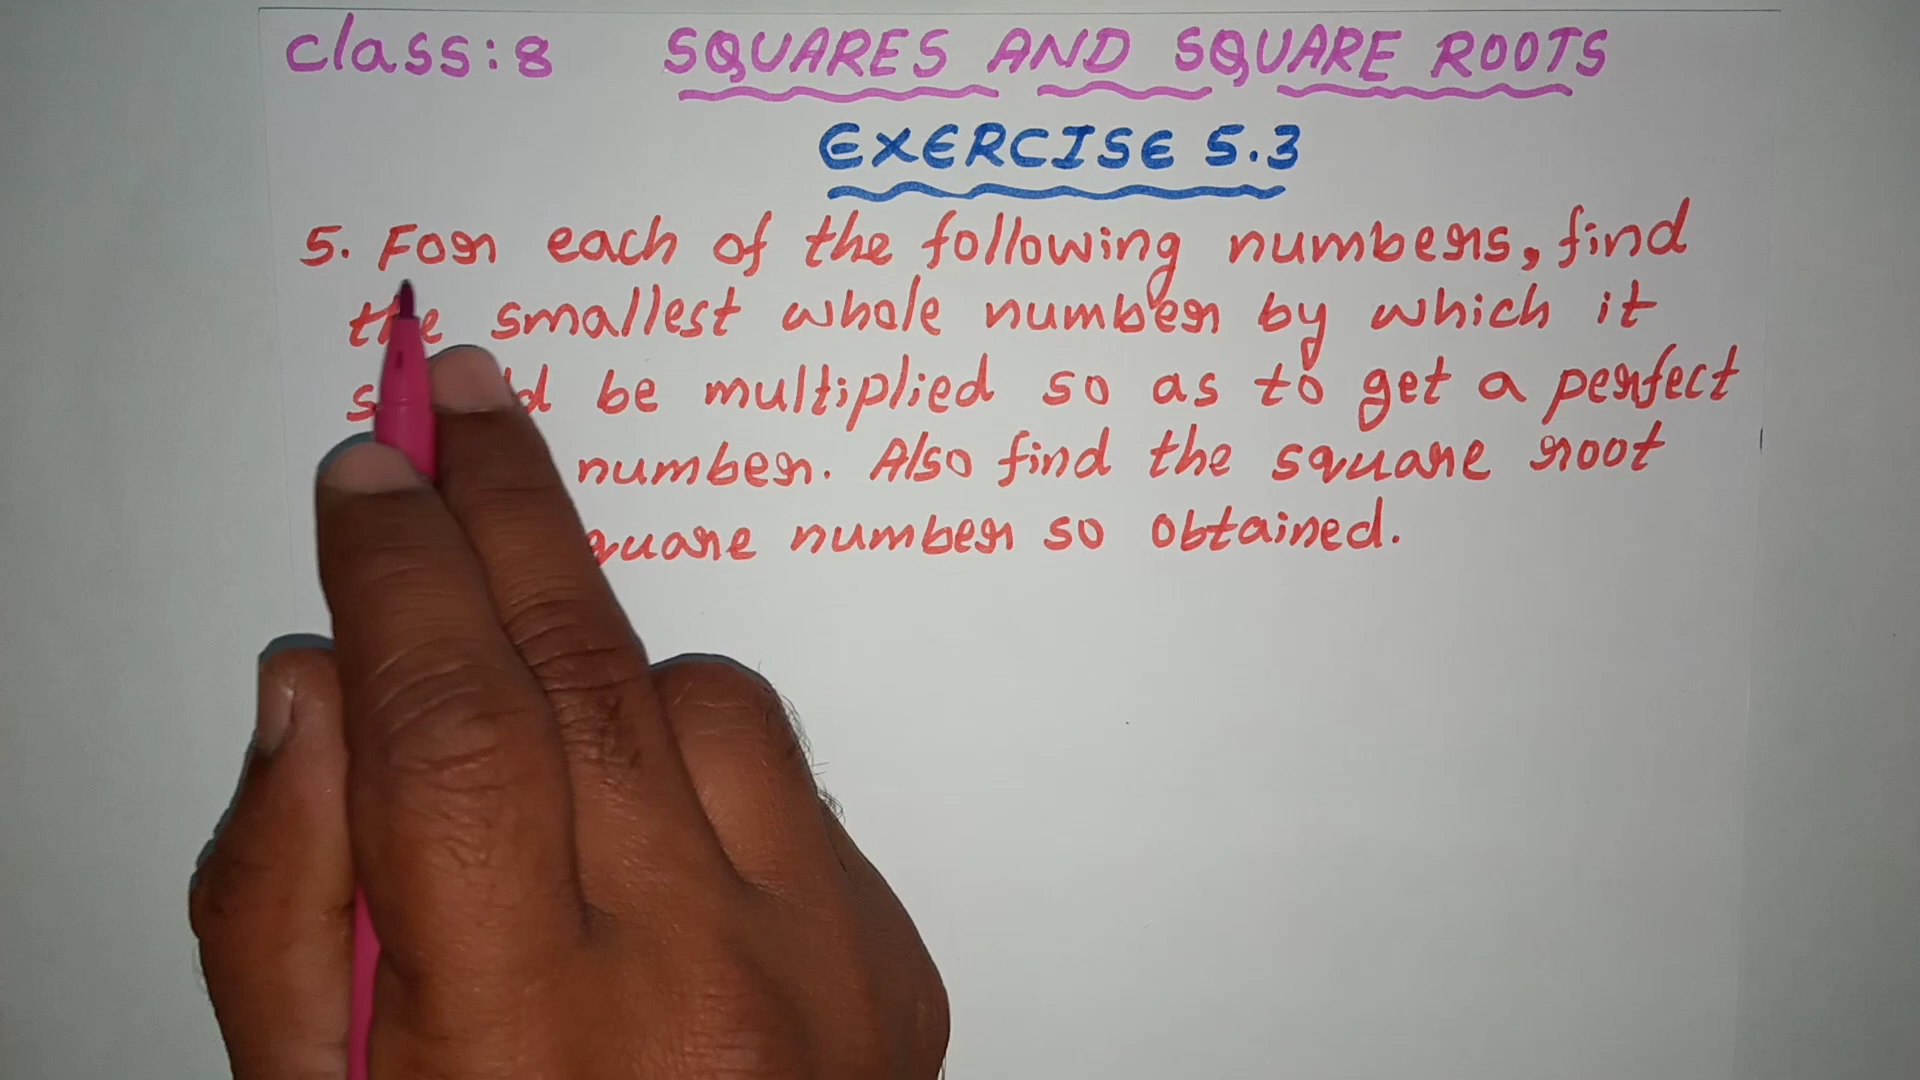 class: 8 SQUARES AND SQUARE ROOTS
EXERCISE 5.3
5. For each of the following numbers, find
the smallest whole number by which it
be multiplied so as to get a perfect
number. Also find the square root
number so obtained.